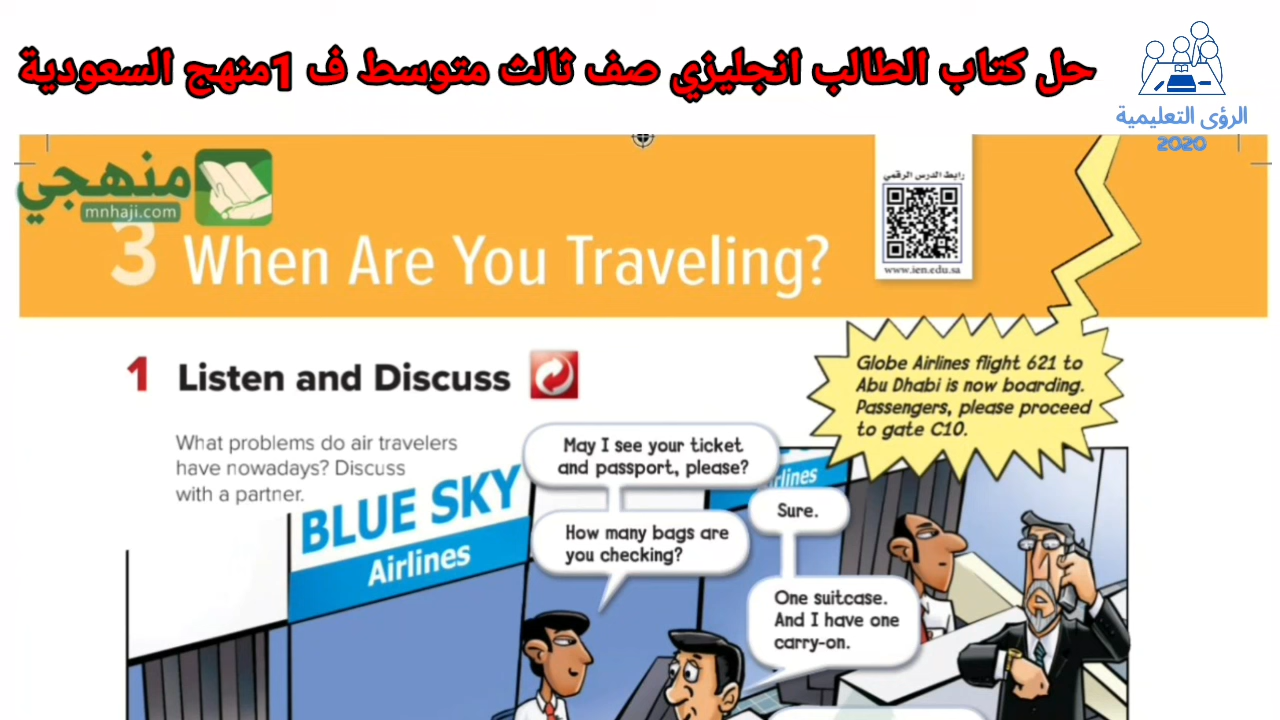 حل كتاب الطالب انجليزي صف ثالث متوسط ف 1منهج السعودية
الرؤى التعليمية
2020
منهجي
mnhaji.com
رابط الدرس الرقمي
www.ien.edu.sa
3 When Are You Traveling?
1 Listen and Discuss
What problems do air travelers
have nowadays? Discuss
with a partner.
Globe Airlines flight 621 to
Abu Dhabi is now boarding.
Passengers, please proceed
to gate C10.
BLUE SKY
Airlines
May I see your ticket
and passport, please?
Sure.
How many bags are
you checking?
One suitcase.
And I have one
carry-on.